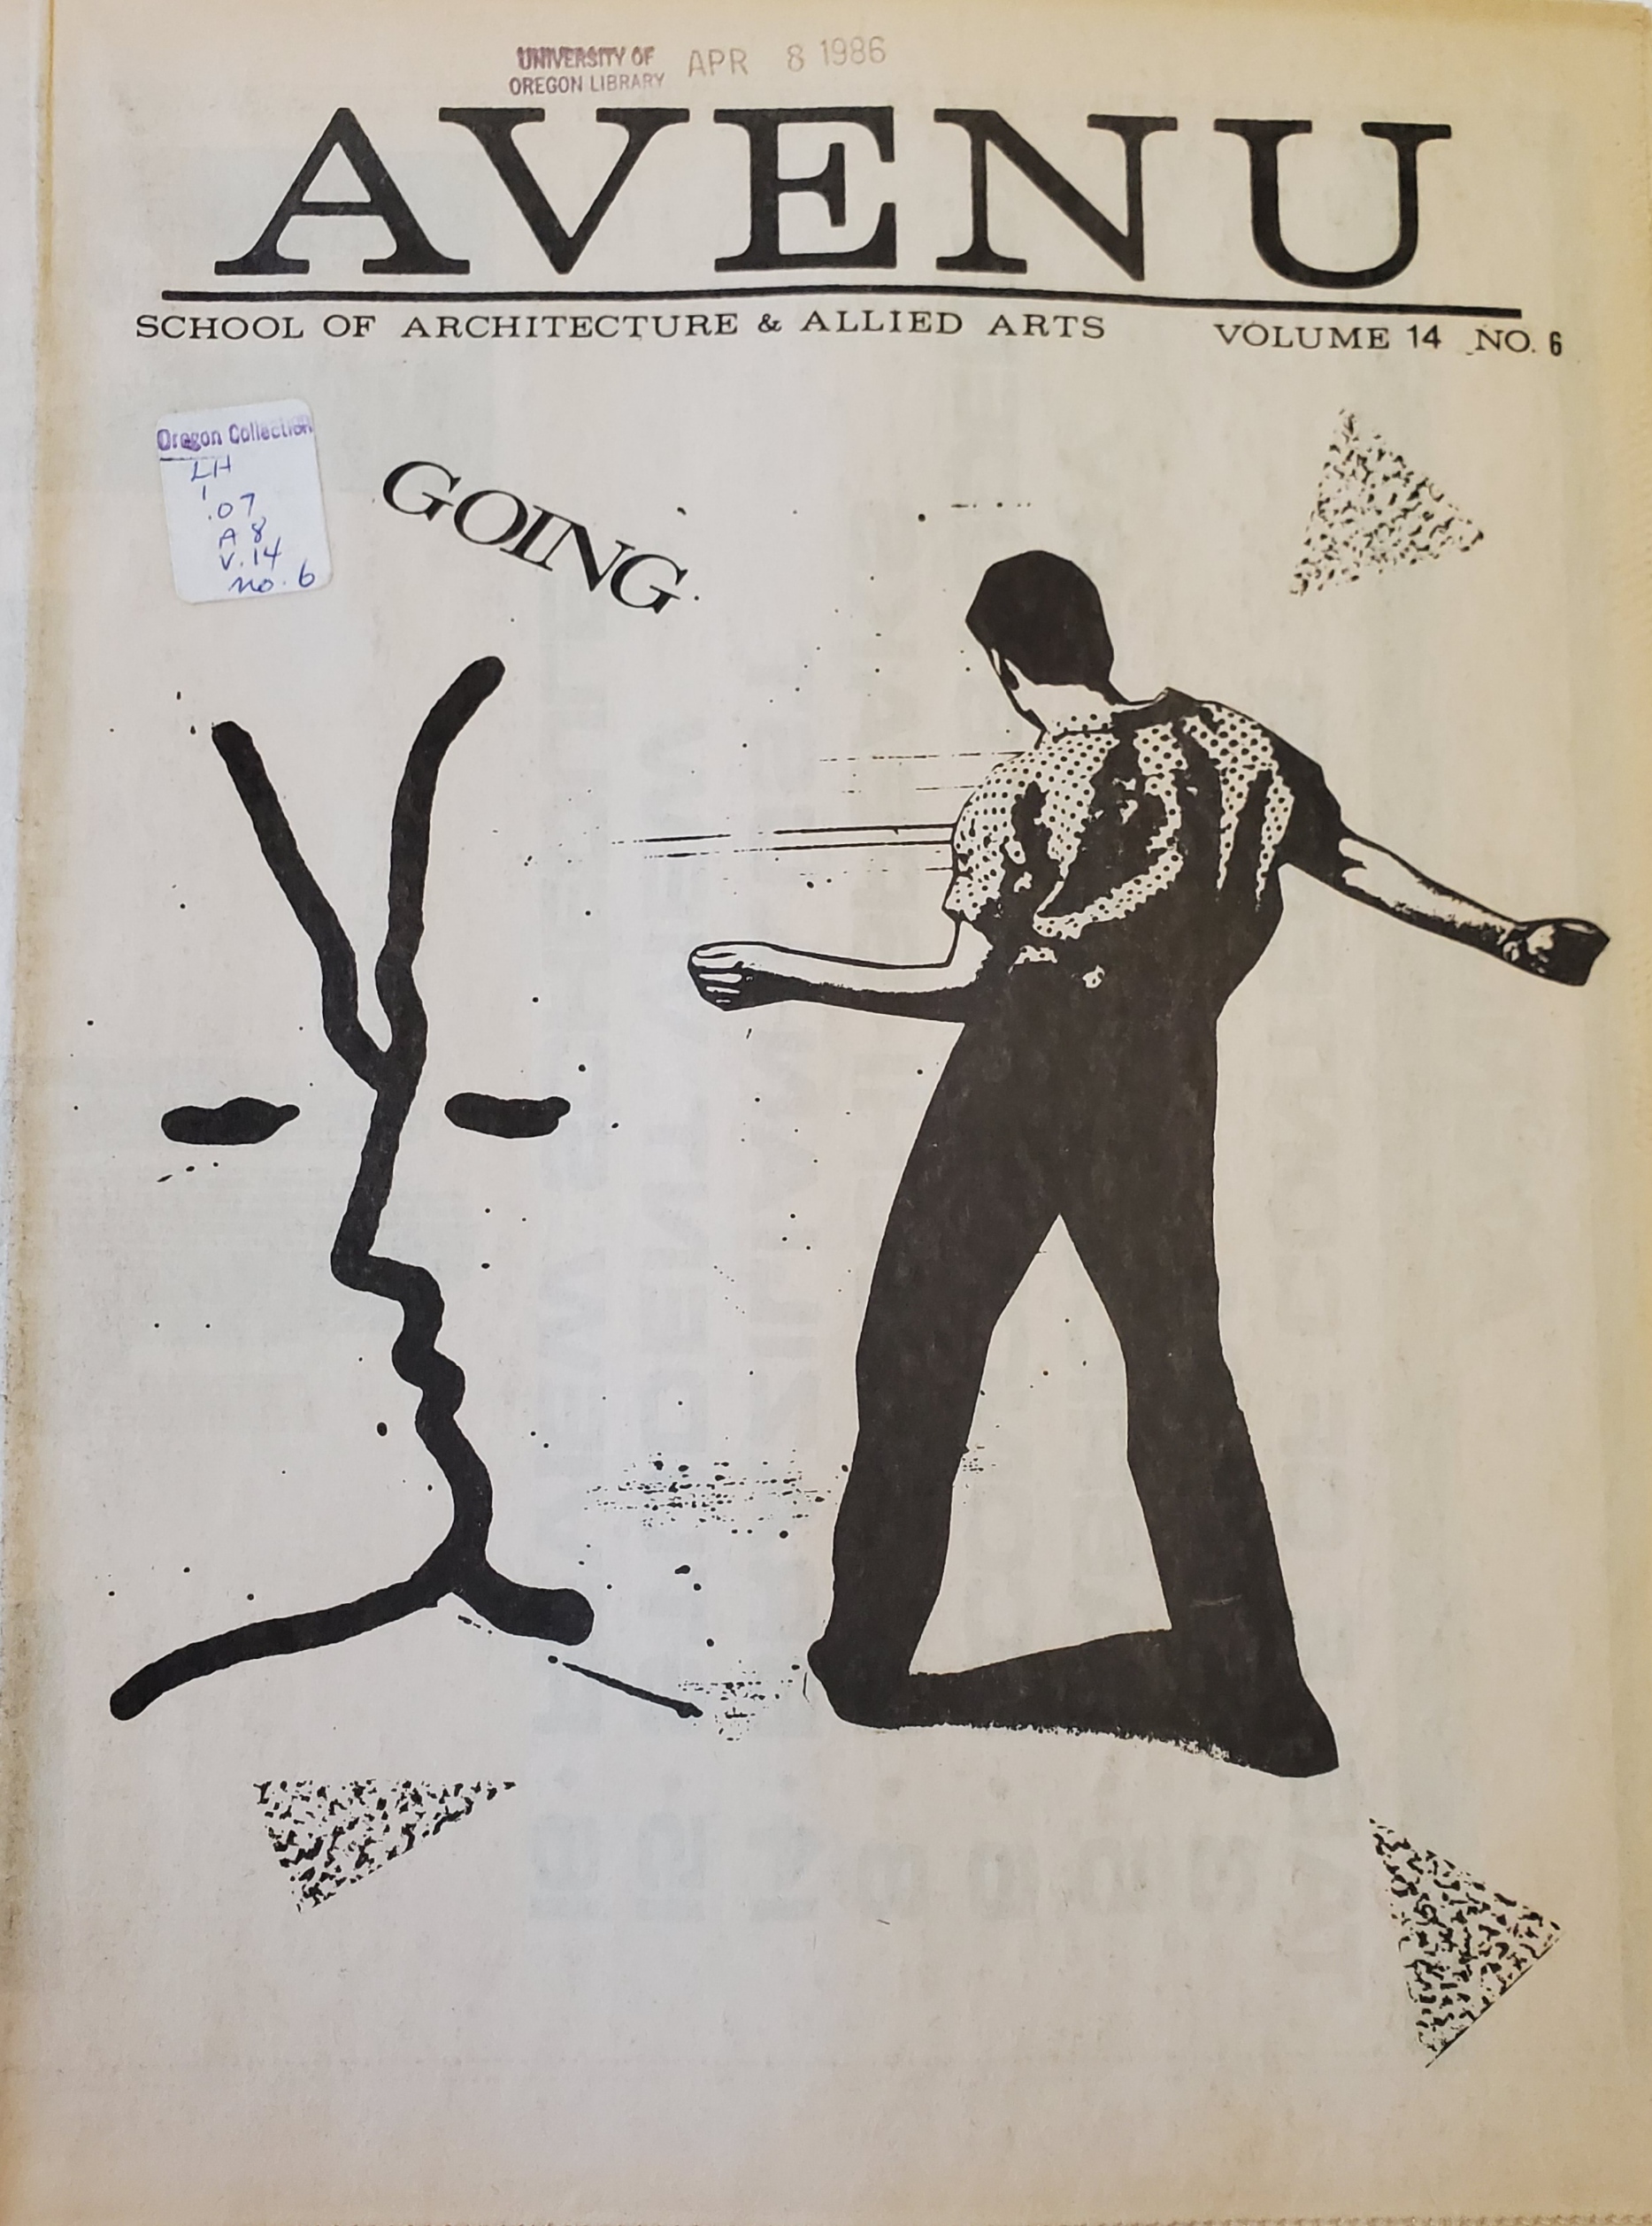 UNIVERSITY OF
OREGON LIBRARY
APR 8 1986
AVENU
SCHOOL OF ARCHITECTURE & ALLIED ARTS
VOLUME 14 NO. 6
Oregon Collection
LH
1
.07
A8
V.14
no. 6
GOING